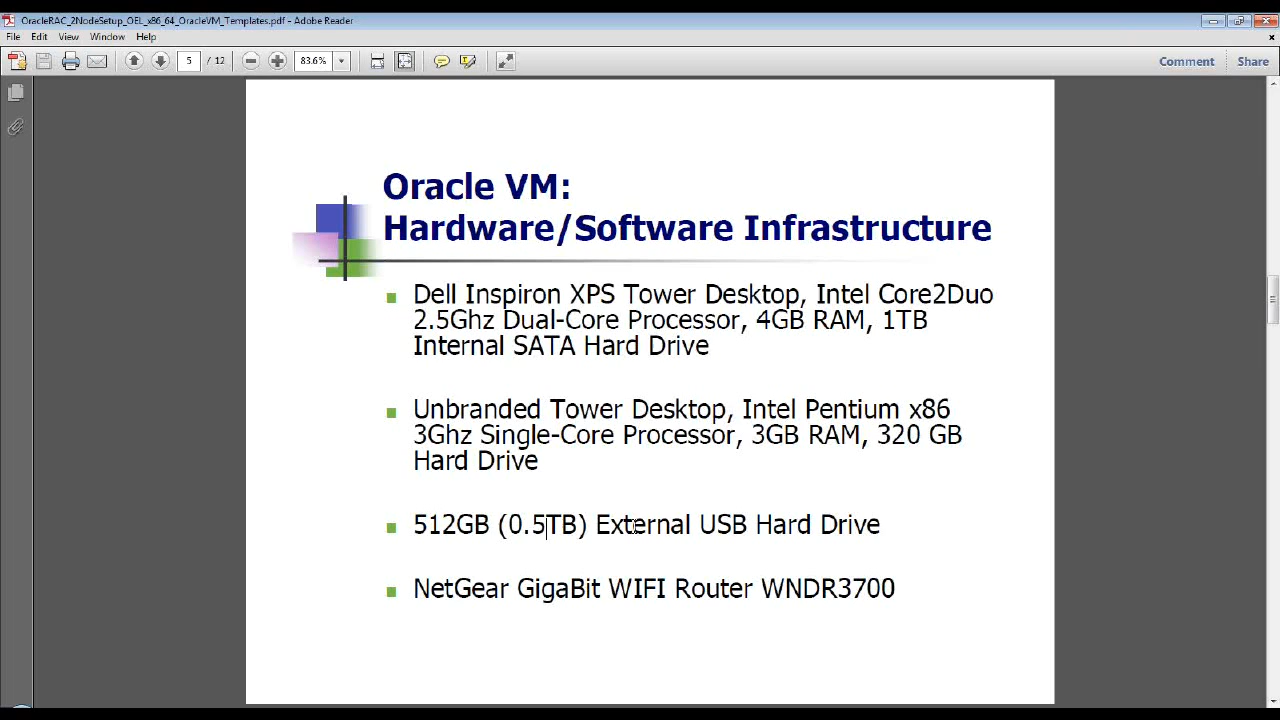 OracleRAC_2NodeSetup_OEL_x86_64_OracleVM_Templates.pdf - Adobe Reader
File Edit View Window Help
5 / 12 83.6% Comment Share
Oracle VM:
Hardware/Software Infrastructure
Dell Inspiron XPS Tower Desktop, Intel Core2Duo
2.5Ghz Dual-Core Processor, 4GB RAM, 1TB
Internal SATA Hard Drive
Unbranded Tower Desktop, Intel Pentium x86
3Ghz Single-Core Processor, 3GB RAM, 320 GB
Hard Drive
512GB (0.5TB) External USB Hard Drive
NetGear GigaBit WIFI Router WNDR3700